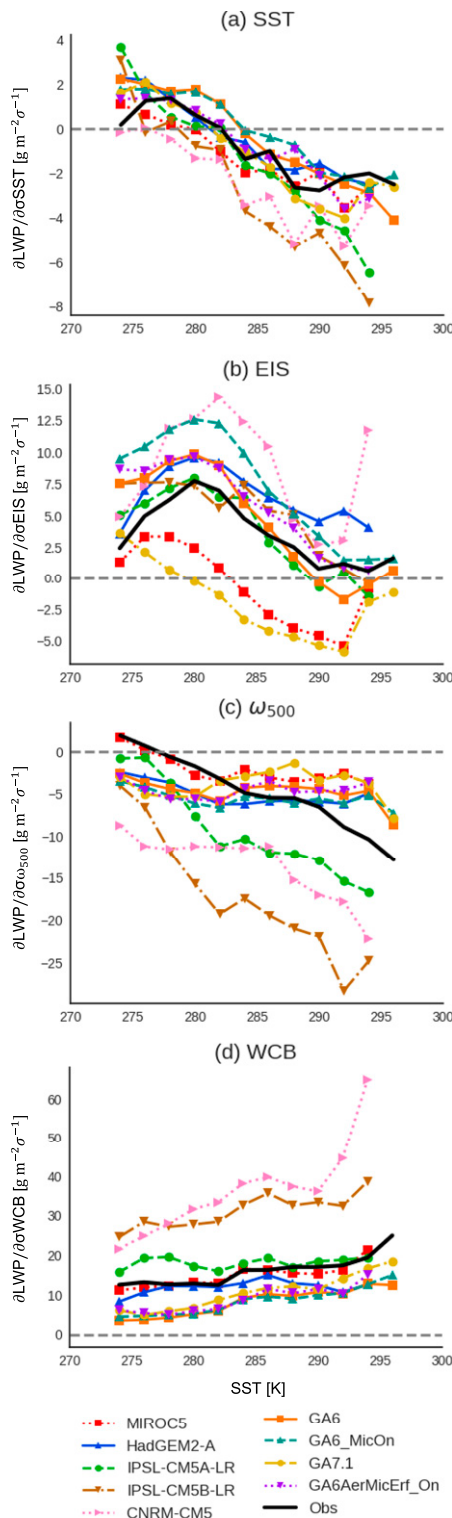 (a) SST
∂LWP/∂σSST [g m⁻²σ⁻¹]
4
2
0
−2
−4
−6
−8
270 275 280 285 290 295 300
(b) EIS
∂LWP/∂σEIS [g m⁻²σ⁻¹]
15.0
12.5
10.0
7.5
5.0
2.5
0.0
−2.5
−5.0
270 275 280 285 290 295 300
(c) ω₅₀₀
∂LWP/∂σω₅₀₀ [g m⁻²σ⁻¹]
0
−5
−10
−15
−20
−25
270 275 280 285 290 295 300
(d) WCB
∂LWP/∂σWCB [g m⁻²σ⁻¹]
60
50
40
30
20
10
0
270 275 280 285 290 295 300
SST [K]
MIROC5
HadGEM2-A
IPSL-CM5A-LR
IPSL-CM5B-LR
CNRM-CM5
GA6
GA6_MicOn
GA7.1
GA6AerMicErf_On
Obs